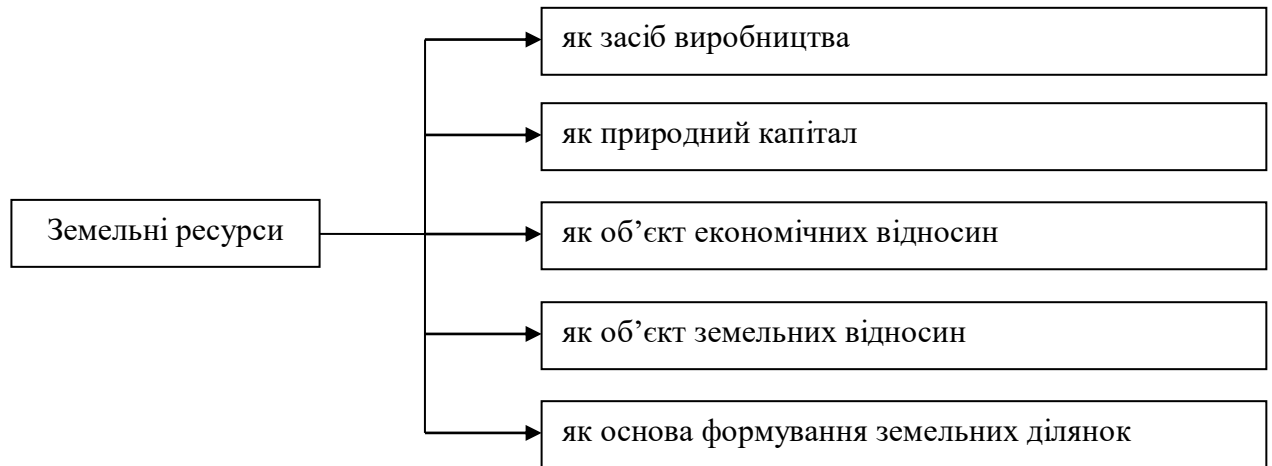 як засіб виробництва
як природний капітал
Земельні ресурси
як об’єкт економічних відносин
як об’єкт земельних відносин
як основа формування земельних ділянок